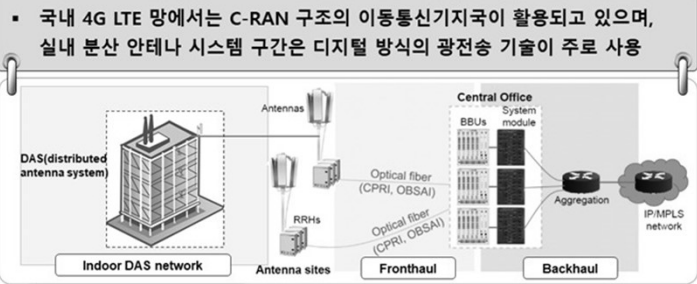 ▪ 국내 4G LTE 망에서는 C-RAN 구조의 이동통신기지국이 활용되고 있으며,
실내 분산 안테나 시스템 구간은 디지털 방식의 광전송 기술이 주로 사용
Central Office
Antennas
BBUs
System
module
DAS(distributed
antenna system)
Optical fiber
(CPRI, OBSAI)
RRHs
Optical fiber
(CPRI, OBSAI)
Aggregation
IP/MPLS
network
Indoor DAS network
Antenna sites
Fronthaul
Backhaul